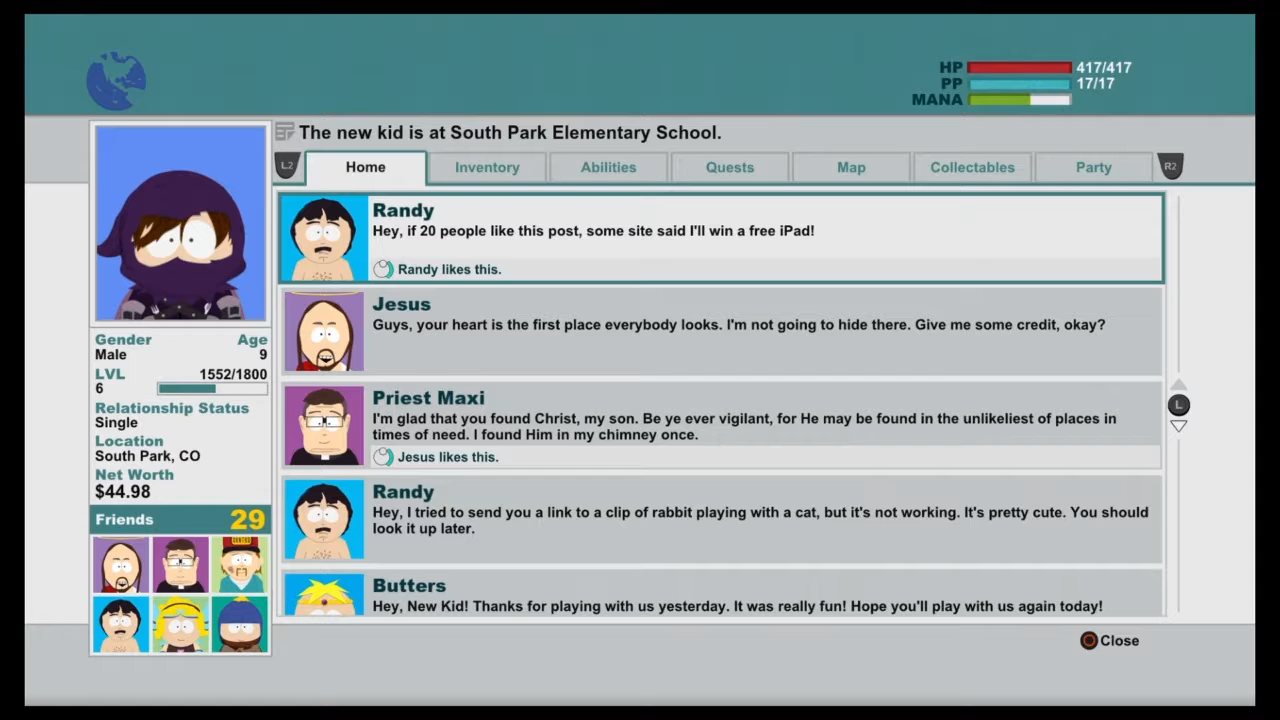 HP 417/417
PP 17/17
MANA
The new kid is at South Park Elementary School.
L2 Home Inventory Abilities Quests Map Collectables Party R2
Gender Age
Male 9
LVL 1552/1800
6
Relationship Status
Single
Location
South Park, CO
Net Worth
$44.98
Friends 29
Randy
Hey, if 20 people like this post, some site said I'll win a free iPad!
Randy likes this.
Jesus
Guys, your heart is the first place everybody looks. I'm not going to hide there. Give me some credit, okay?
Priest Maxi
I'm glad that you found Christ, my son. Be ye ever vigilant, for He may be found in the unlikeliest of places in
times of need. I found Him in my chimney once.
Jesus likes this.
Randy
Hey, I tried to send you a link to a clip of rabbit playing with a cat, but it's not working. It's pretty cute. You should
look it up later.
Butters
Hey, New Kid! Thanks for playing with us yesterday. It was really fun! Hope you'll play with us again today!
L
Close